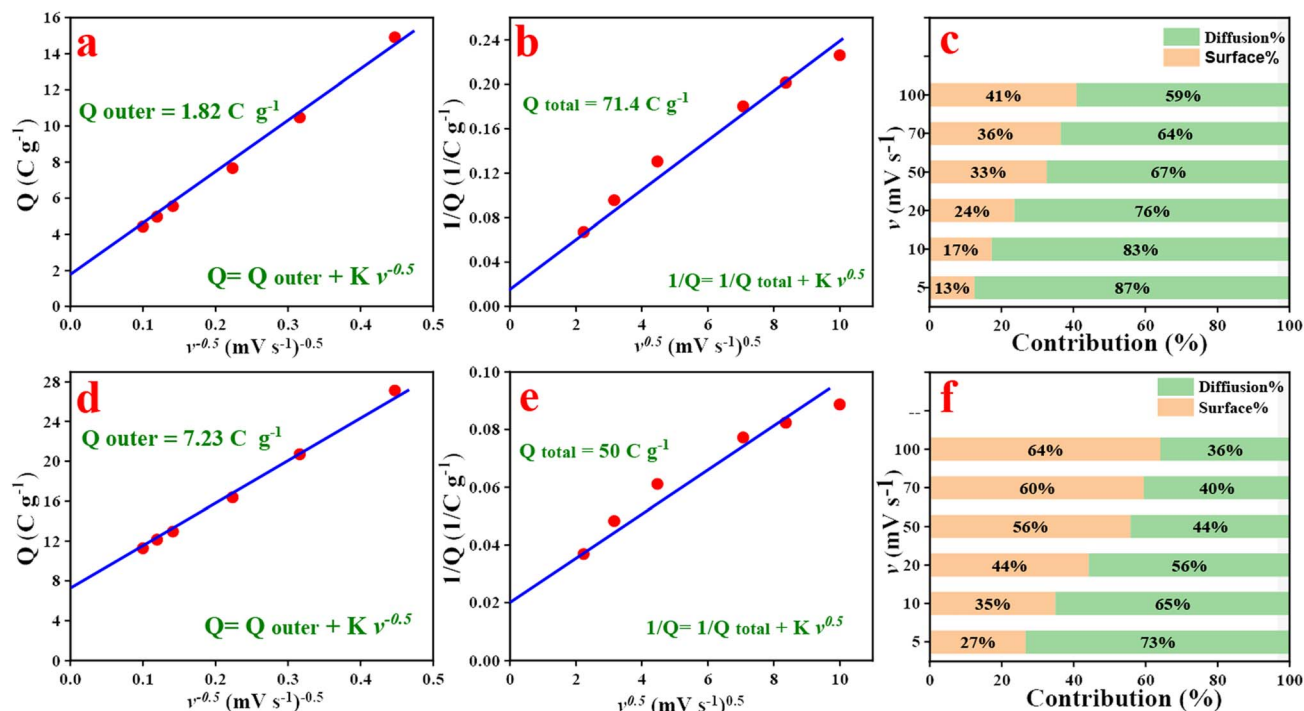 a
Q outer = 1.82 C g⁻¹
Q= Q outer + K v^-0.5
Q (C g⁻¹)
16
14
12
10
8
6
4
2
0
0.0 0.1 0.2 0.3 0.4 0.5
v^-0.5 (mV s⁻¹)^-0.5
b
Q total = 71.4 C g⁻¹
1/Q= 1/Q total + K v^0.5
1/Q (1/C g⁻¹)
0.24
0.20
0.16
0.12
0.08
0.04
0.00
0 2 4 6 8 10
v^0.5 (mV s⁻¹)^0.5
c
Diffusion%
Surface%
v (mV s⁻¹)
100 41% 59%
70 36% 64%
50 33% 67%
20 24% 76%
10 17% 83%
5 13% 87%
0 20 40 60 80 100
Contribution (%)
d
Q outer = 7.23 C g⁻¹
Q= Q outer + K v^-0.5
Q (C g⁻¹)
28
24
20
16
12
8
4
0
0.0 0.1 0.2 0.3 0.4 0.5
v^-0.5 (mV s⁻¹)^-0.5
e
Q total = 50 C g⁻¹
1/Q= 1/Q total + K v^0.5
1/Q (1/C g⁻¹)
0.10
0.08
0.06
0.04
0.02
0.00
0 2 4 6 8 10
v^0.5 (mV s⁻¹)^0.5
f
Diffiusion%
Surface%
v (mV s⁻¹)
--
100 64% 36%
70 60% 40%
50 56% 44%
20 44% 56%
10 35% 65%
5 27% 73%
0 20 40 60 80 100
Contribution (%)